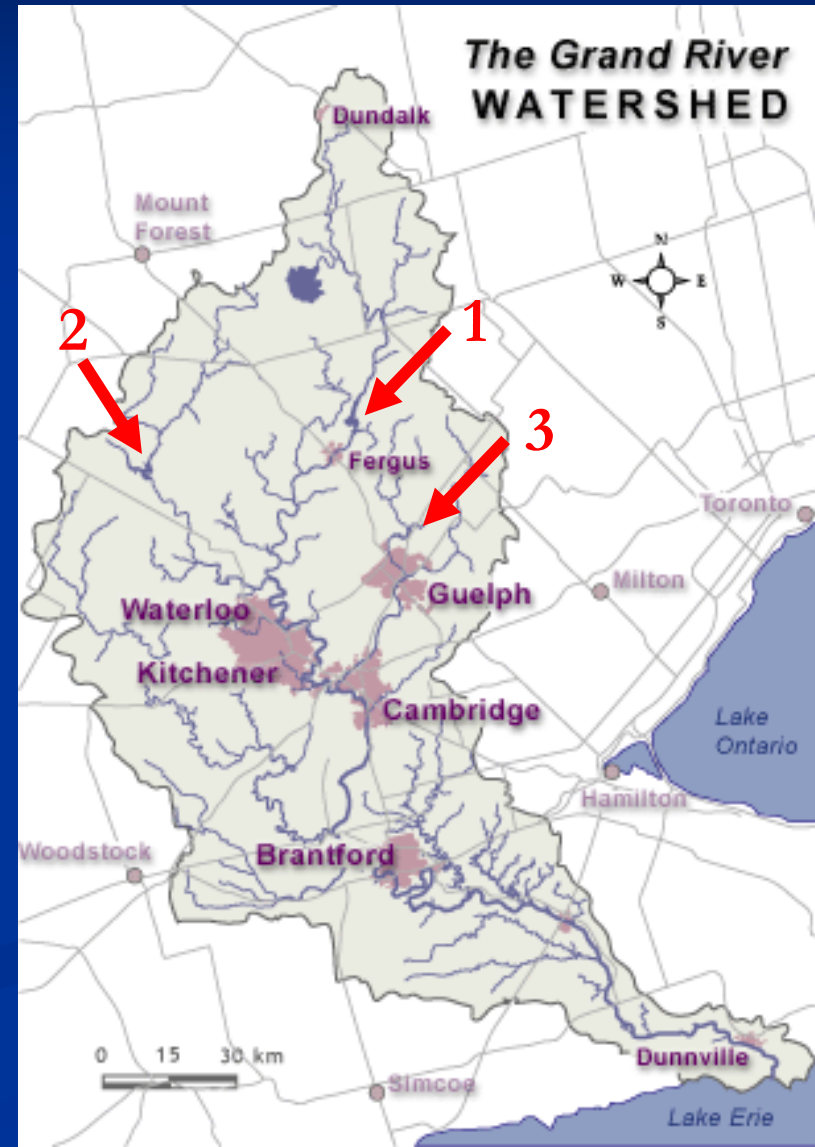 The Grand River
WATERSHED
Dundalk
Mount
Forest
N
W E
S
1
2
3
Fergus
Toronto
Milton
Guelph
Waterloo
Kitchener
Cambridge
Lake
Ontario
Hamilton
Woodstock
Brantford
0 15 30 km
Dunnville
Simcoe
Lake Erie